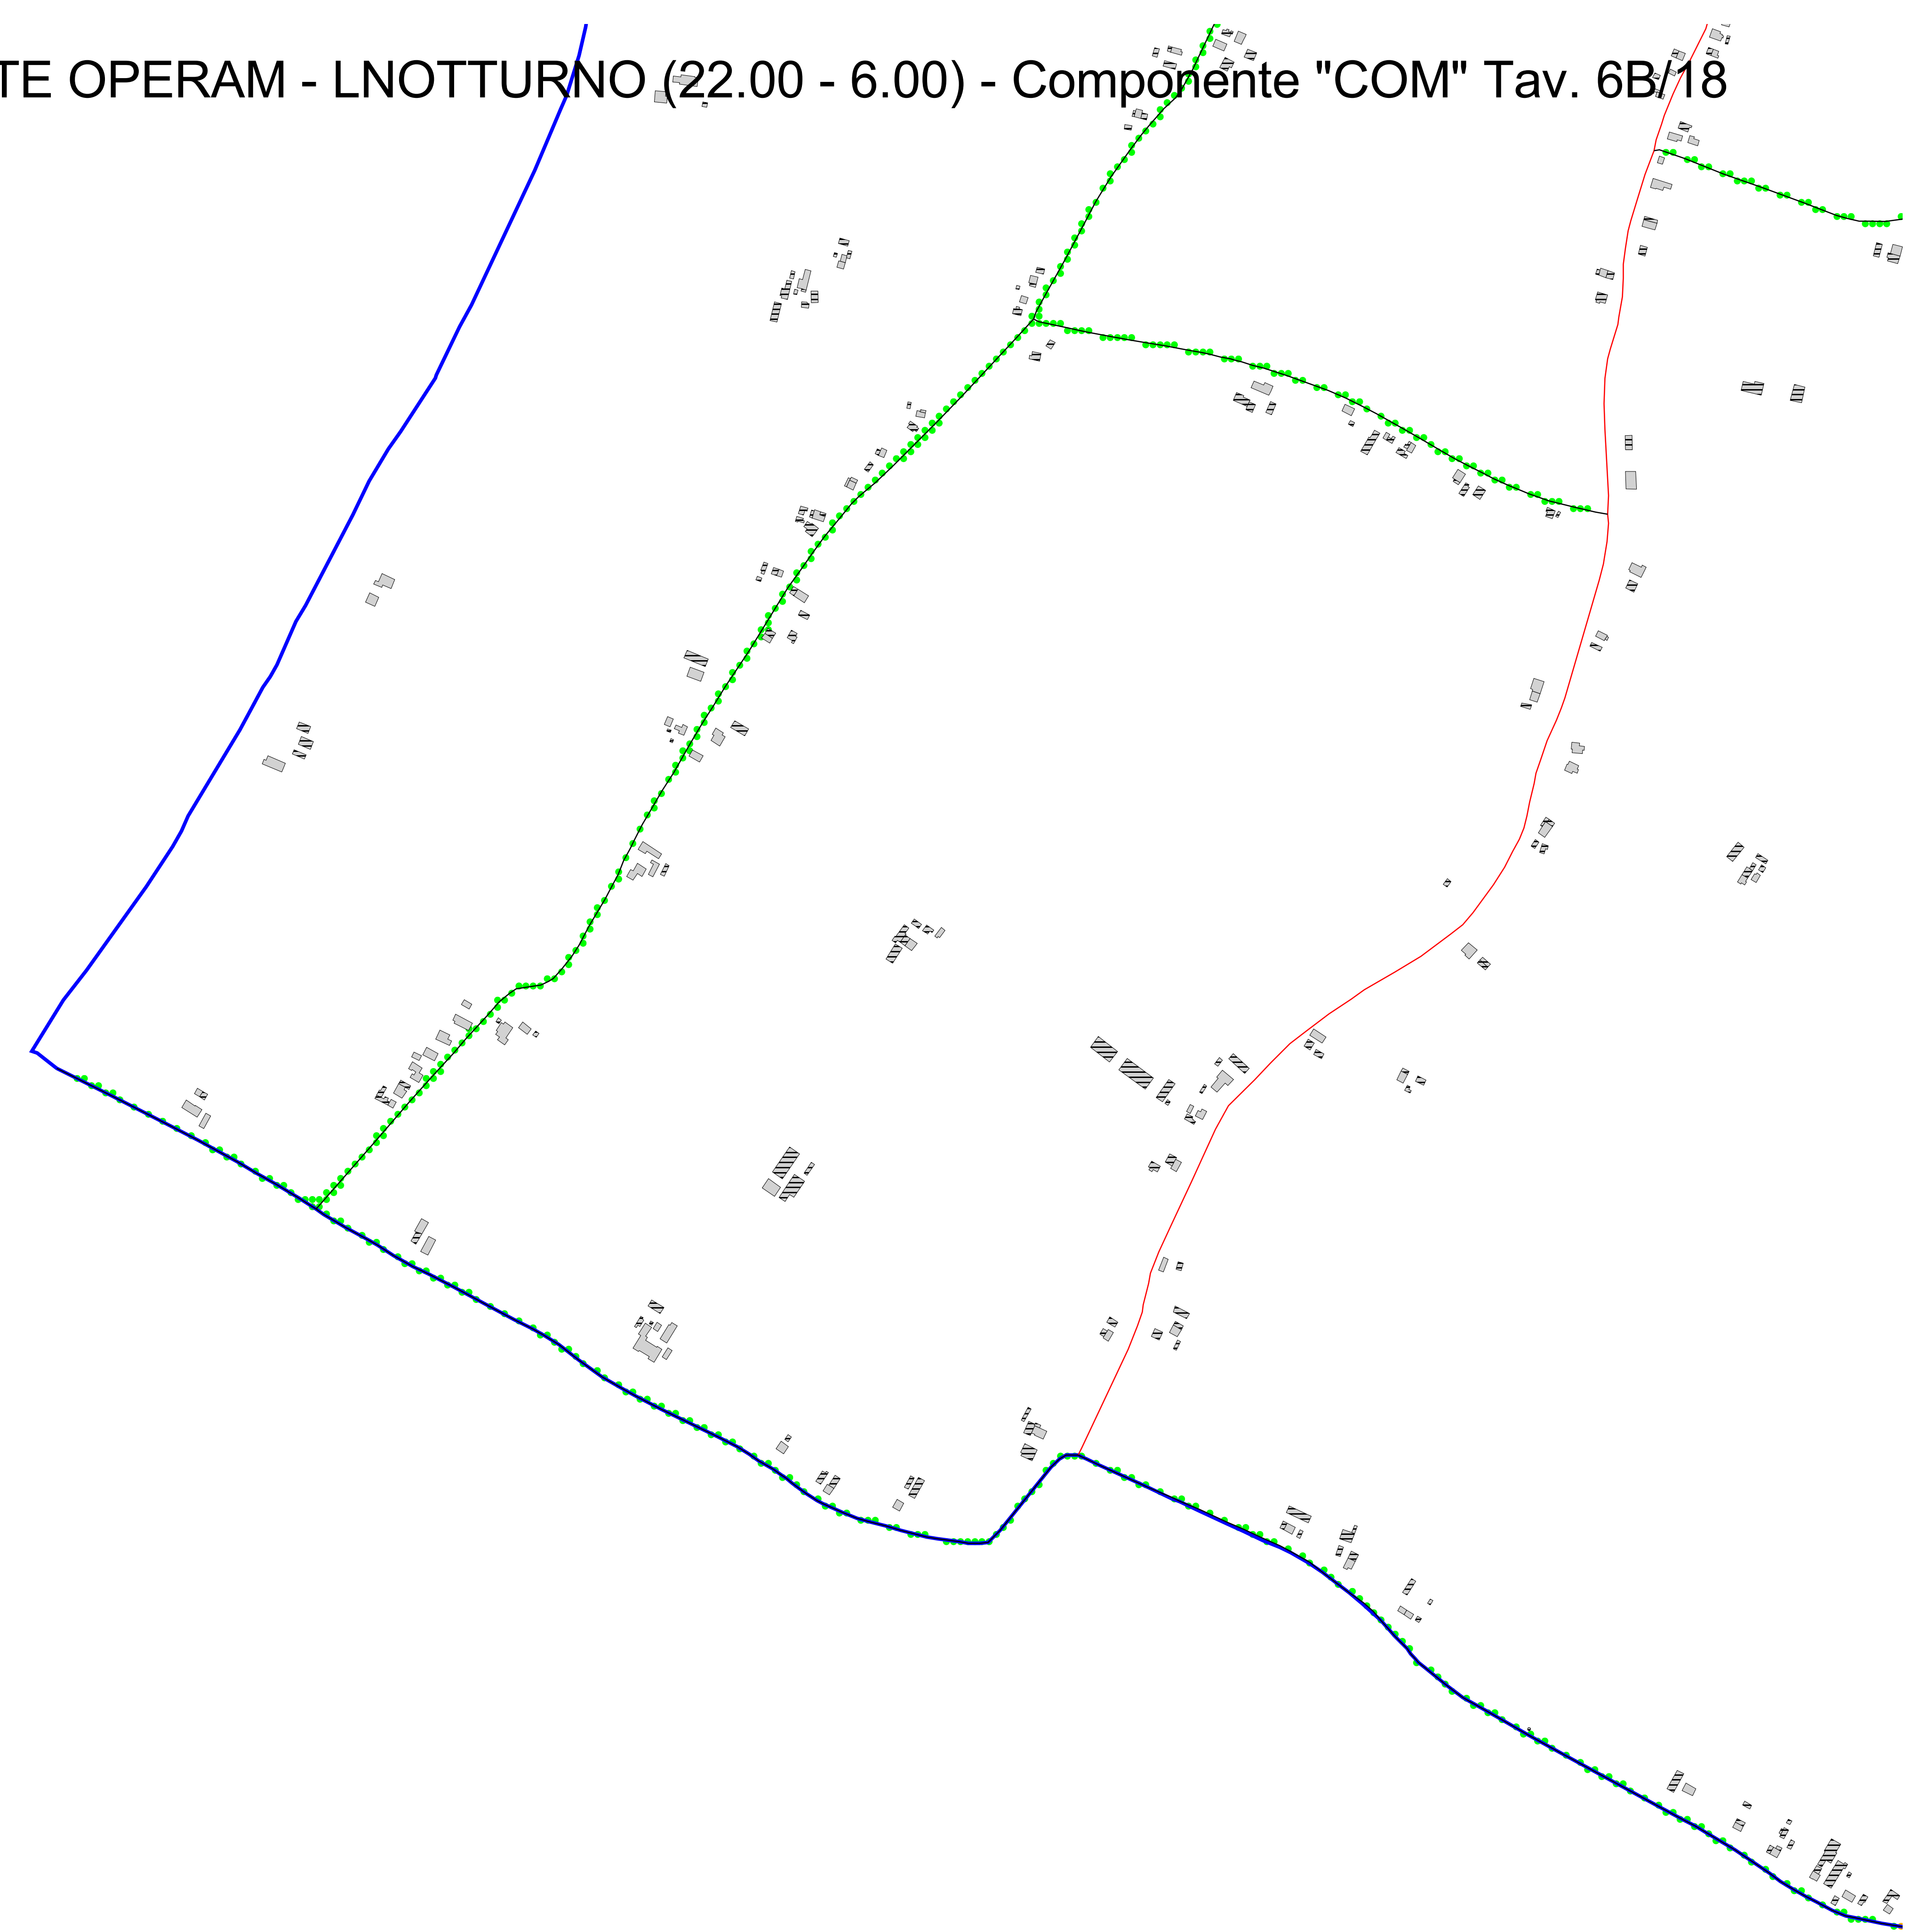 TE OPERAM - LNOTTURNO (22.00 - 6.00) - Componente "COM" Tav. 6B/18